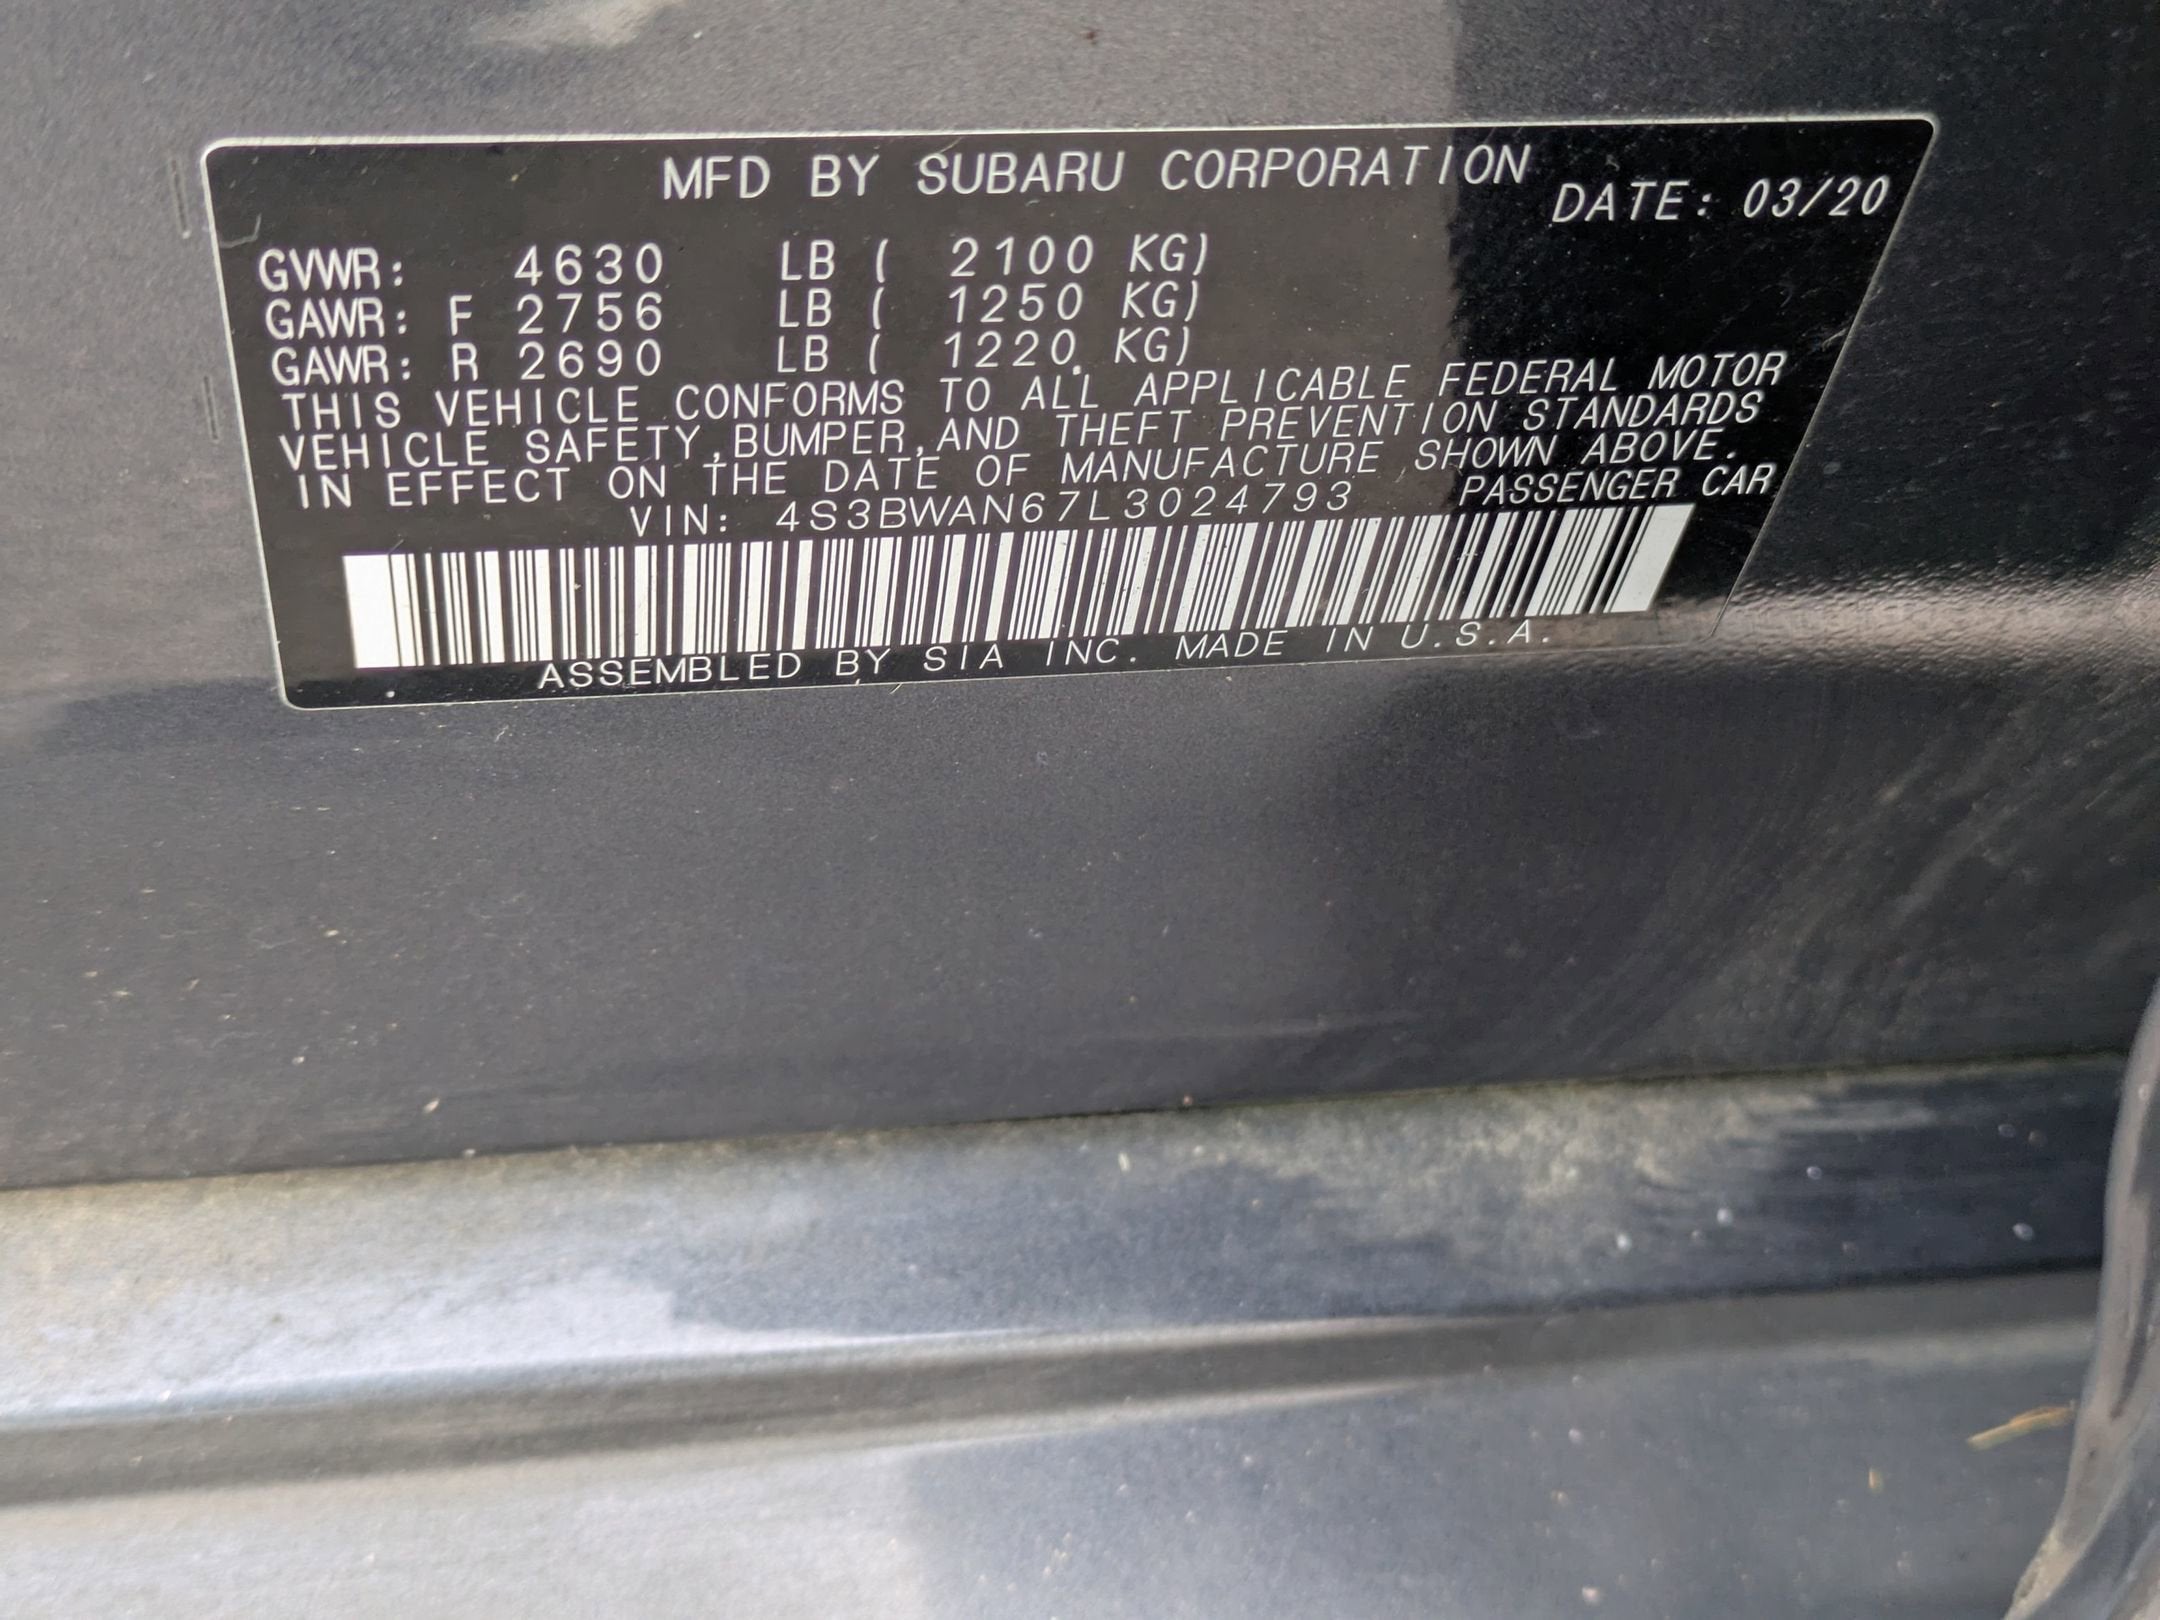 MFD BY SUBARU CORPORATION
DATE: 03/20
GVWR: 4630 LB ( 2100 KG)
GAWR: F 2756 LB ( 1250 KG)
GAWR: R 2690 LB ( 1220 KG)
THIS VEHICLE CONFORMS TO ALL APPLICABLE FEDERAL MOTOR
VEHICLE SAFETY,BUMPER,AND THEFT PREVENTION STANDARDS
IN EFFECT ON THE DATE OF MANUFACTURE SHOWN ABOVE.
VIN: 4S3BWAN67L3024793 PASSENGER CAR
ASSEMBLED BY SIA INC. MADE IN U.S.A.